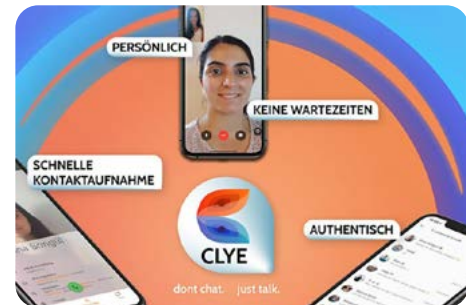 PERSÖNLICH
KEINE WARTEZEITEN
SCHNELLE
KONTAKTAUFNAHME
AUTHENTISCH
CLYE
dont chat. just talk.